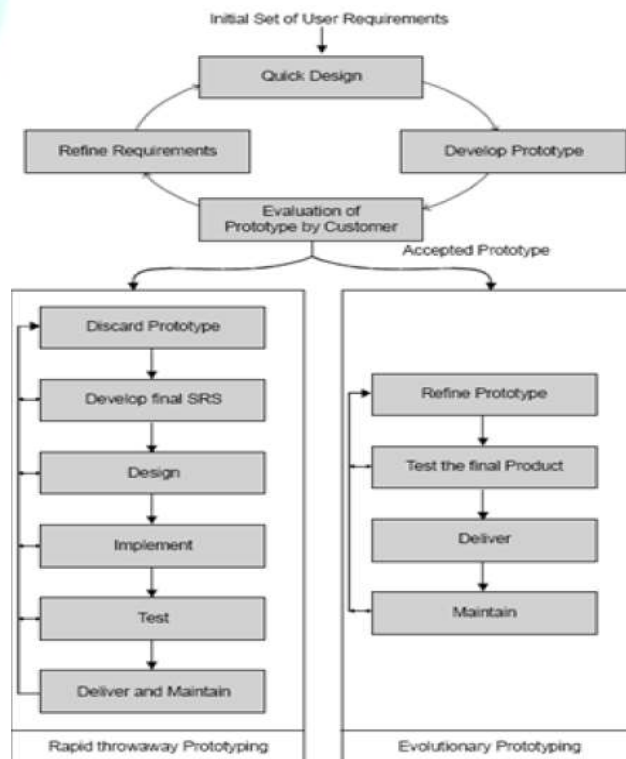 Initial Set of User Requirements
Quick Design
Refine Requirements
Develop Prototype
Evaluation of
Prototype by Customer
Accepted Prototype
Discard Prototype
Develop final SRS
Design
Implement
Test
Deliver and Maintain
Rapid throwaway Prototyping
Refine Prototype
Test the final Product
Deliver
Maintain
Evolutionary Prototyping